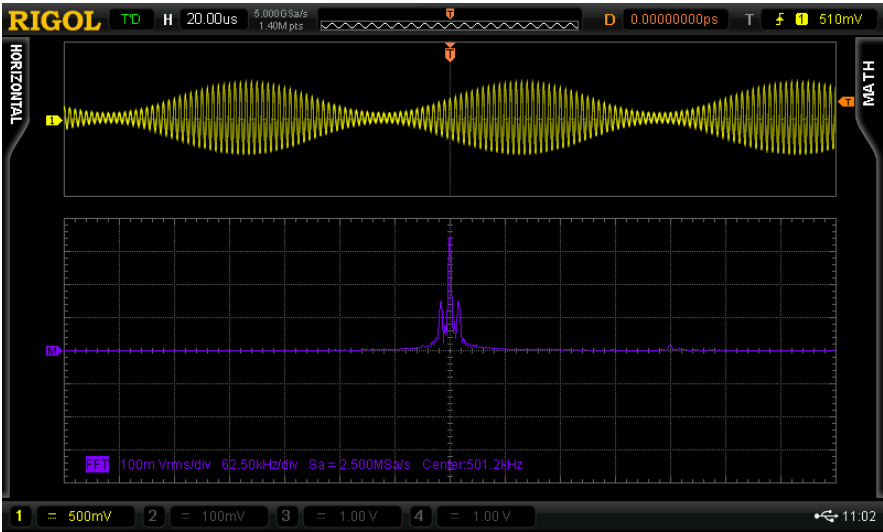 RIGOL T'D H 20.00us 5.000GSa/s 1.40Mpts D 0.00000000ps T 1 510mV
T
HORIZONTAL
MATH
1
T
M
FFT 100m Vrms/div 62.50kHz/div Sa = 2.500MSa/s Center:501.2kHz
1 = 500mV 2 = 100mV 3 = 1.00 V 4 = 1.00 V 11:02